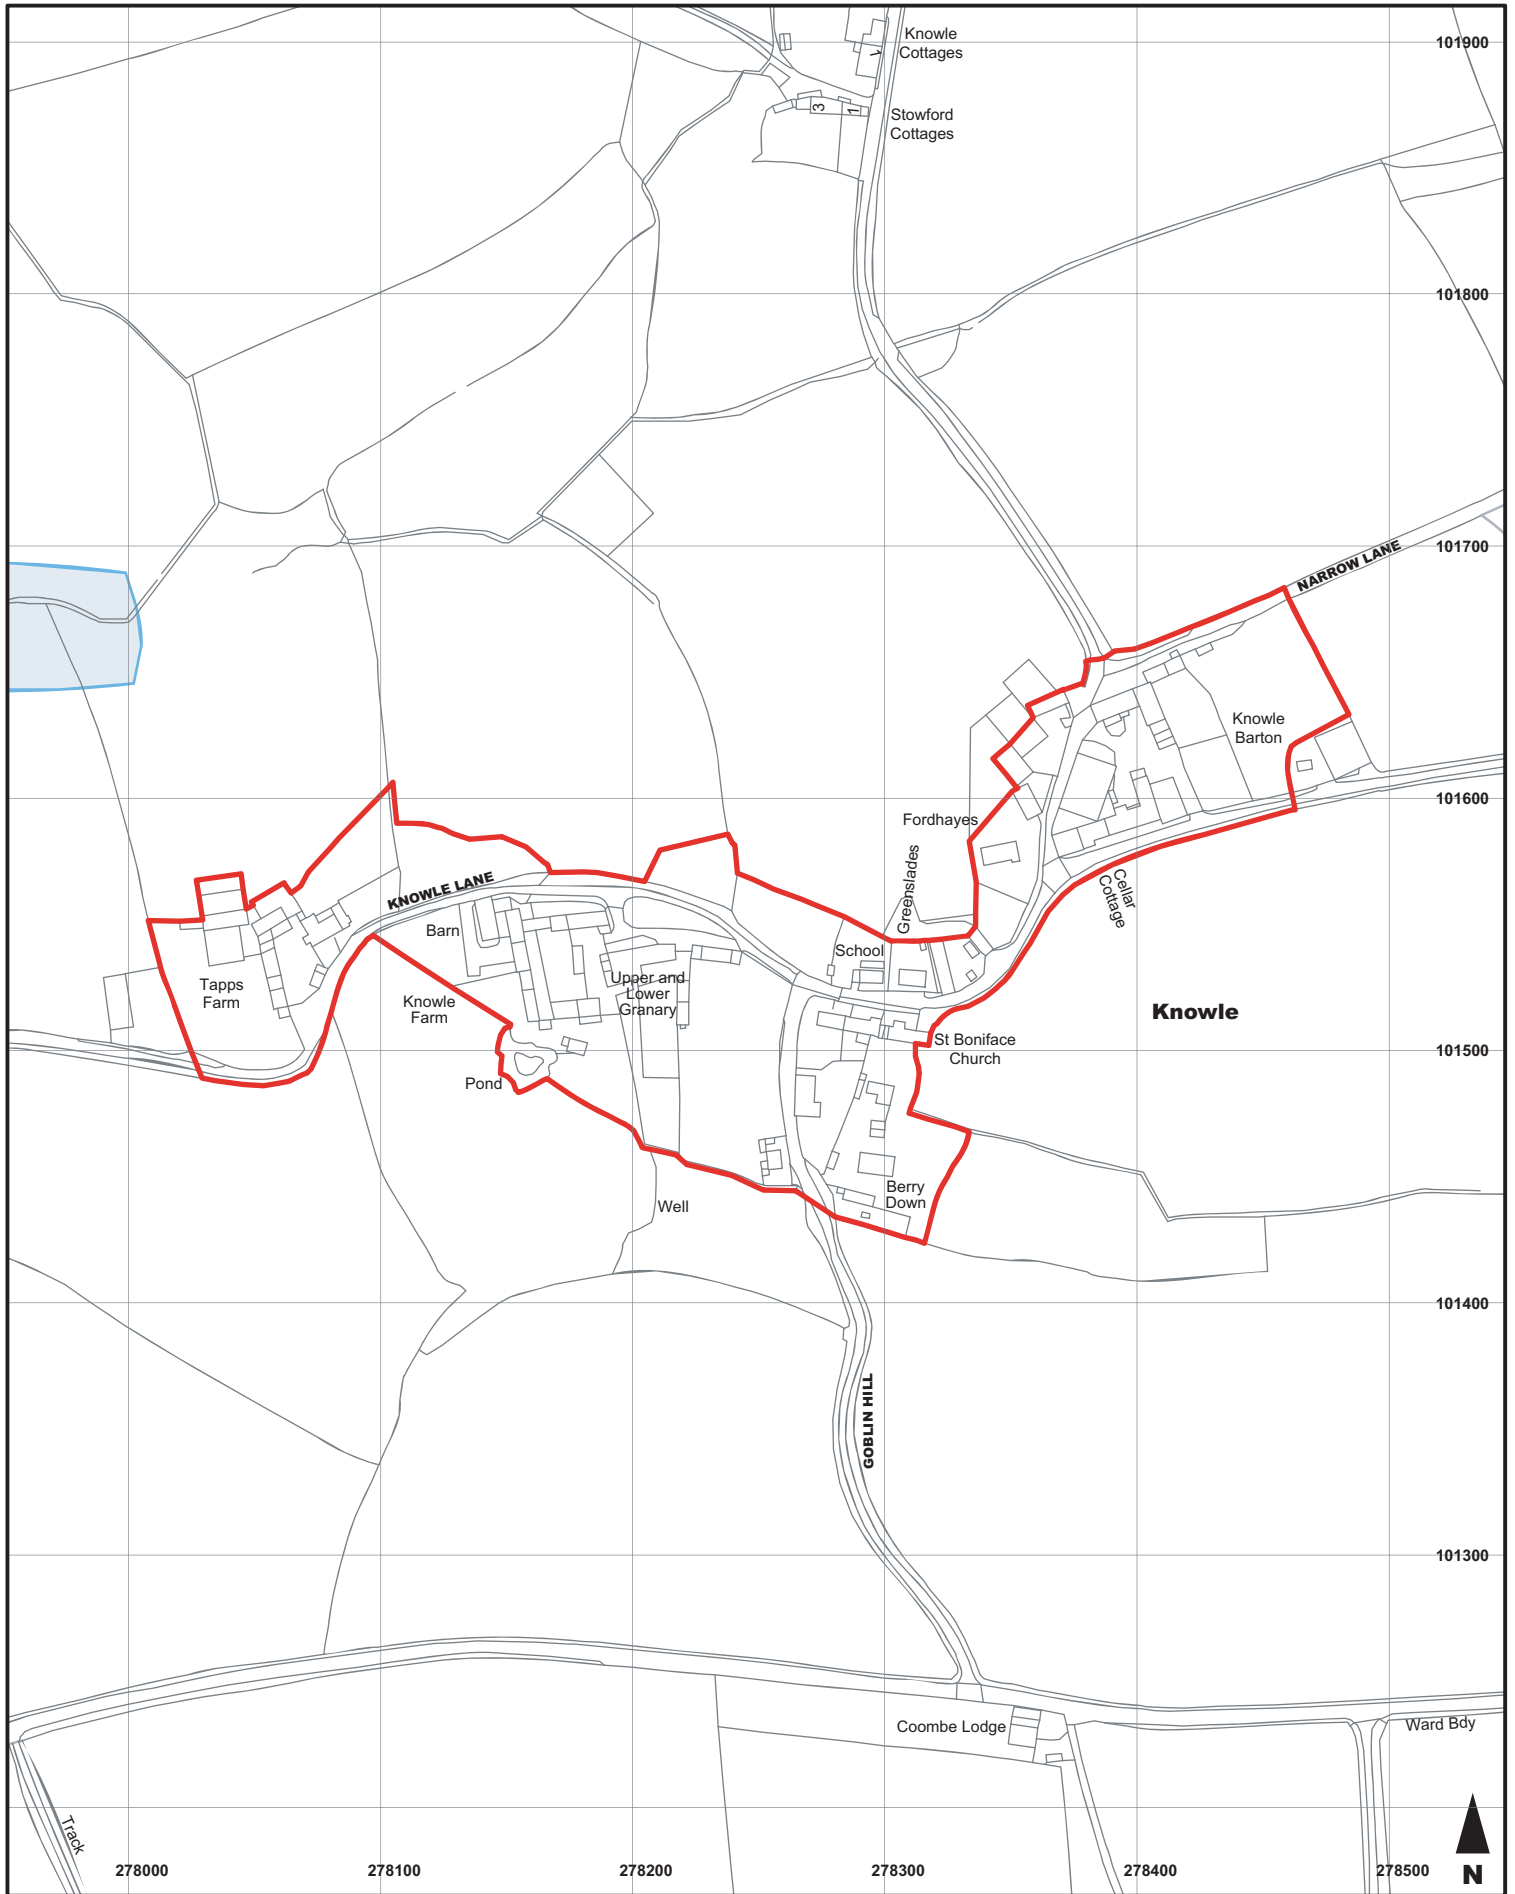 Knowle
Cottages
101900
1
3
1
Stowford
Cottages
101800
101700
NARROW LANE
Knowle
Barton
101600
Fordhayes
Greenslades
Cellar
Cottage
KNOWLE LANE
Barn
School
Tapps
Farm
Upper and
Lower
Granary
Knowle
Farm
Knowle
St Boniface
Church
101500
Pond
Berry
Down
Well
101400
GOBLIN HILL
101300
Coombe Lodge
Ward Bdy
Track
278000
278100
278200
278300
278400
278500
N